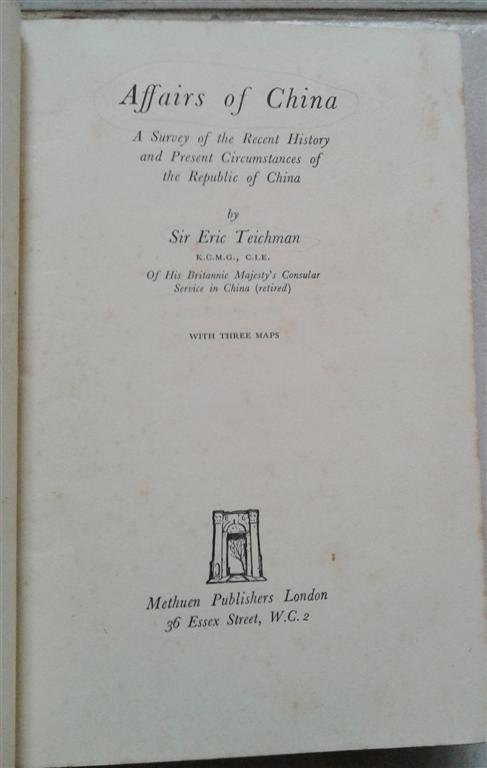 Affairs of China
A Survey of the Recent History
and Present Circumstances of
the Republic of China
by
Sir Eric Teichman
K.C.M.G., C.I.E.
Of His Britannic Majesty's Consular
Service in China (retired)
WITH THREE MAPS
Methuen Publishers London
36 Essex Street, W.C.2